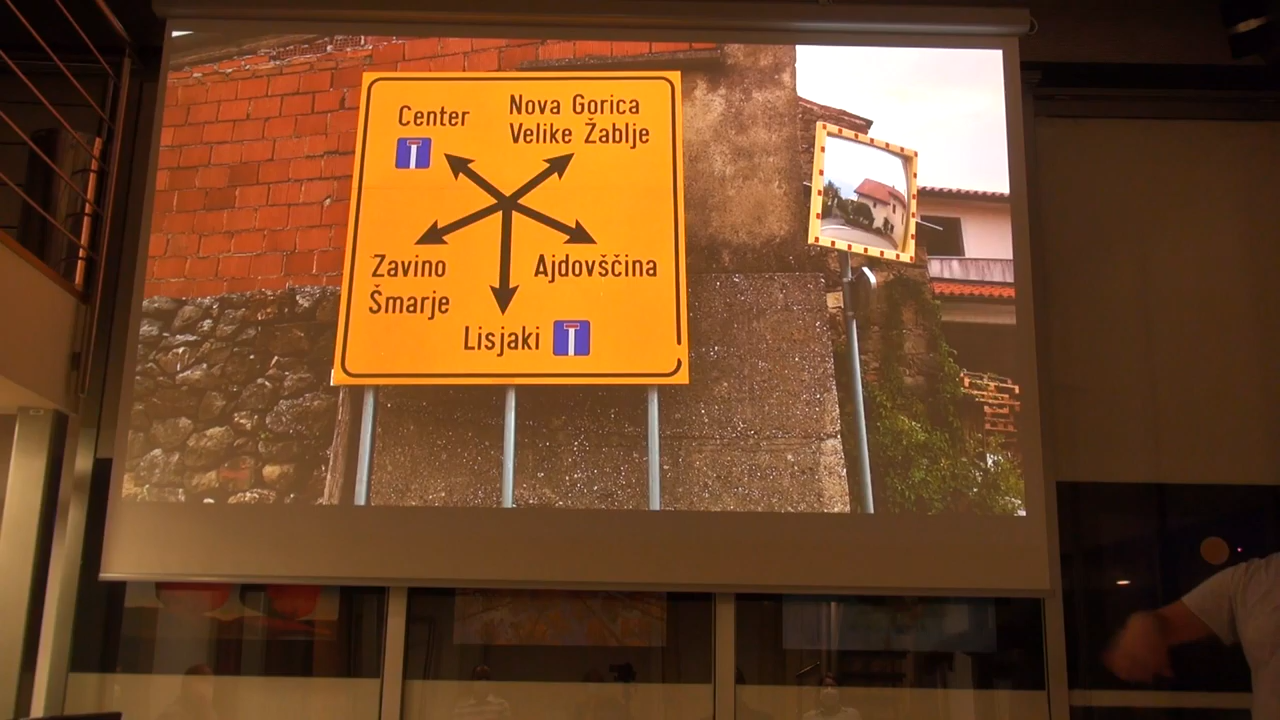 Center
Nova Gorica
Velike Žablje
Zavino
Šmarje
Ajdovščina
Lisjaki